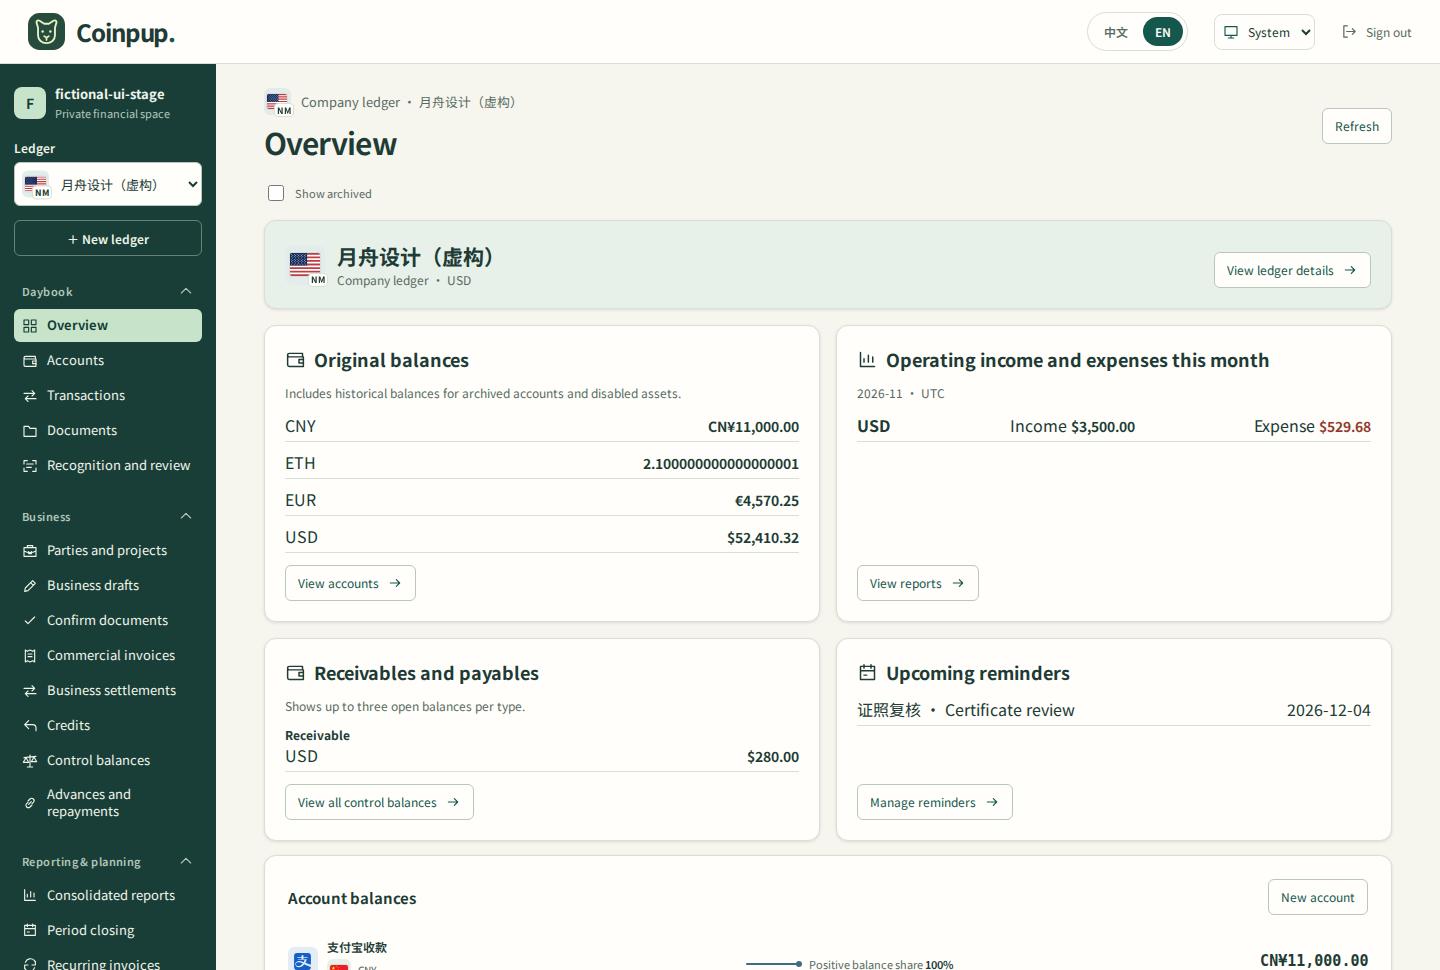 Coinpup.
中文
EN
System
Sign out
F
fictional-ui-stage
Private financial space
Ledger
NM
月舟设计（虚构）
+ New ledger
Daybook
Overview
Accounts
Transactions
Documents
Recognition and review
Business
Parties and projects
Business drafts
Confirm documents
Commercial invoices
Business settlements
Credits
Control balances
Advances and
repayments
Reporting & planning
Consolidated reports
Period closing
Recurring invoices
NM
Company ledger • 月舟设计（虚构）
Overview
Refresh
Show archived
NM
月舟设计（虚构）
Company ledger • USD
View ledger details →
Original balances
Includes historical balances for archived accounts and disabled assets.
CNY CN¥11,000.00
ETH 2.100000000000000001
EUR €4,570.25
USD $52,410.32
View accounts →
Operating income and expenses this month
2026-11 • UTC
USD Income $3,500.00 Expense $529.68
View reports →
Receivables and payables
Shows up to three open balances per type.
Receivable
USD $280.00
View all control balances →
Upcoming reminders
证照复核 • Certificate review 2026-12-04
Manage reminders →
Account balances
New account
支
支付宝收款
CNY
Positive balance share 100%
CN¥11,000.00